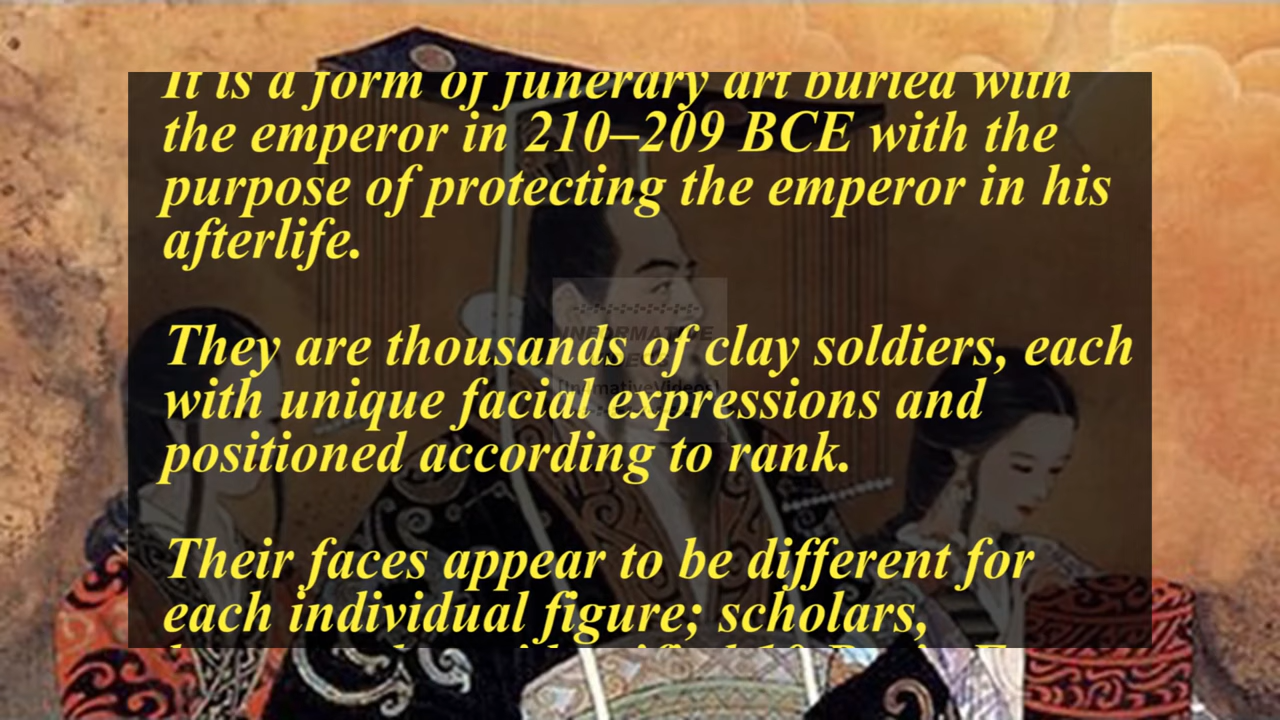 It is a form of funerary art buried with
the emperor in 210–209 BCE with the
purpose of protecting the emperor in his
afterlife.
They are thousands of clay soldiers, each
with unique facial expressions and
positioned according to rank.
Their faces appear to be different for
each individual figure; scholars,